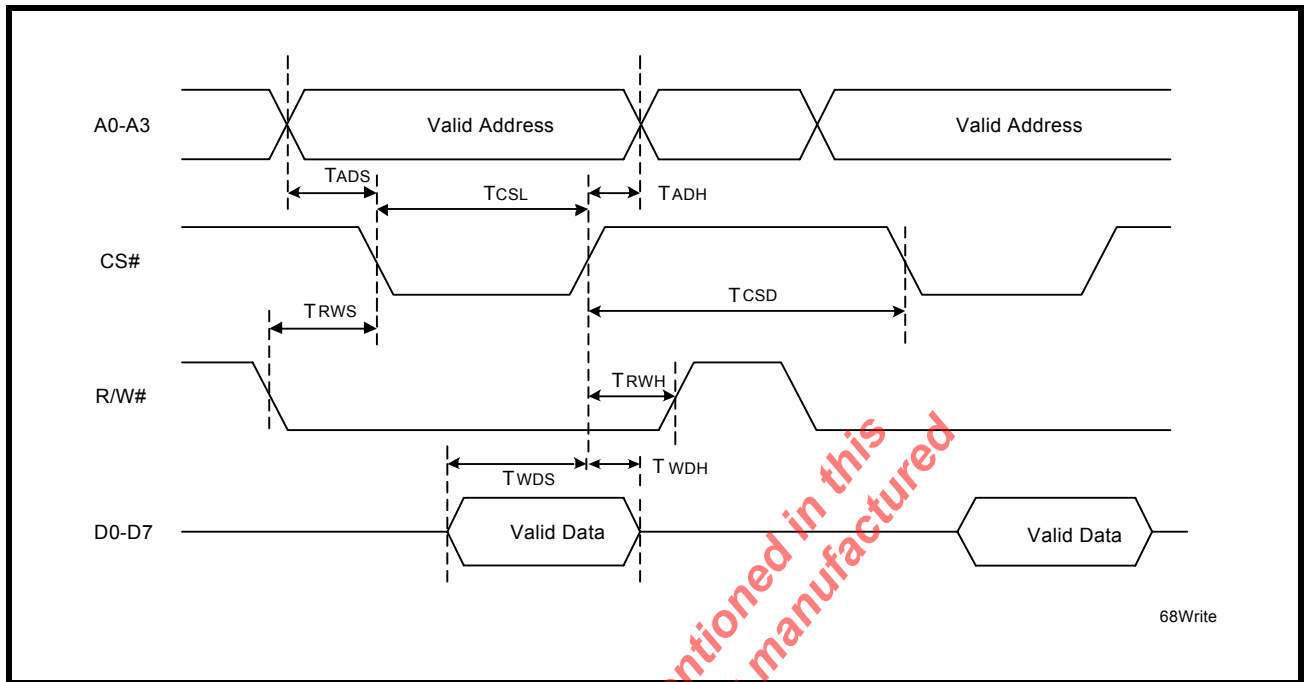 A0-A3
Valid Address
Valid Address
TADS
TCSL
TADH
CS#
TCSD
TRWS
R/W#
TRWH
TWDS
TWDH
D0-D7
Valid Data
Valid Data
mentioned in this
manufactured
68Write